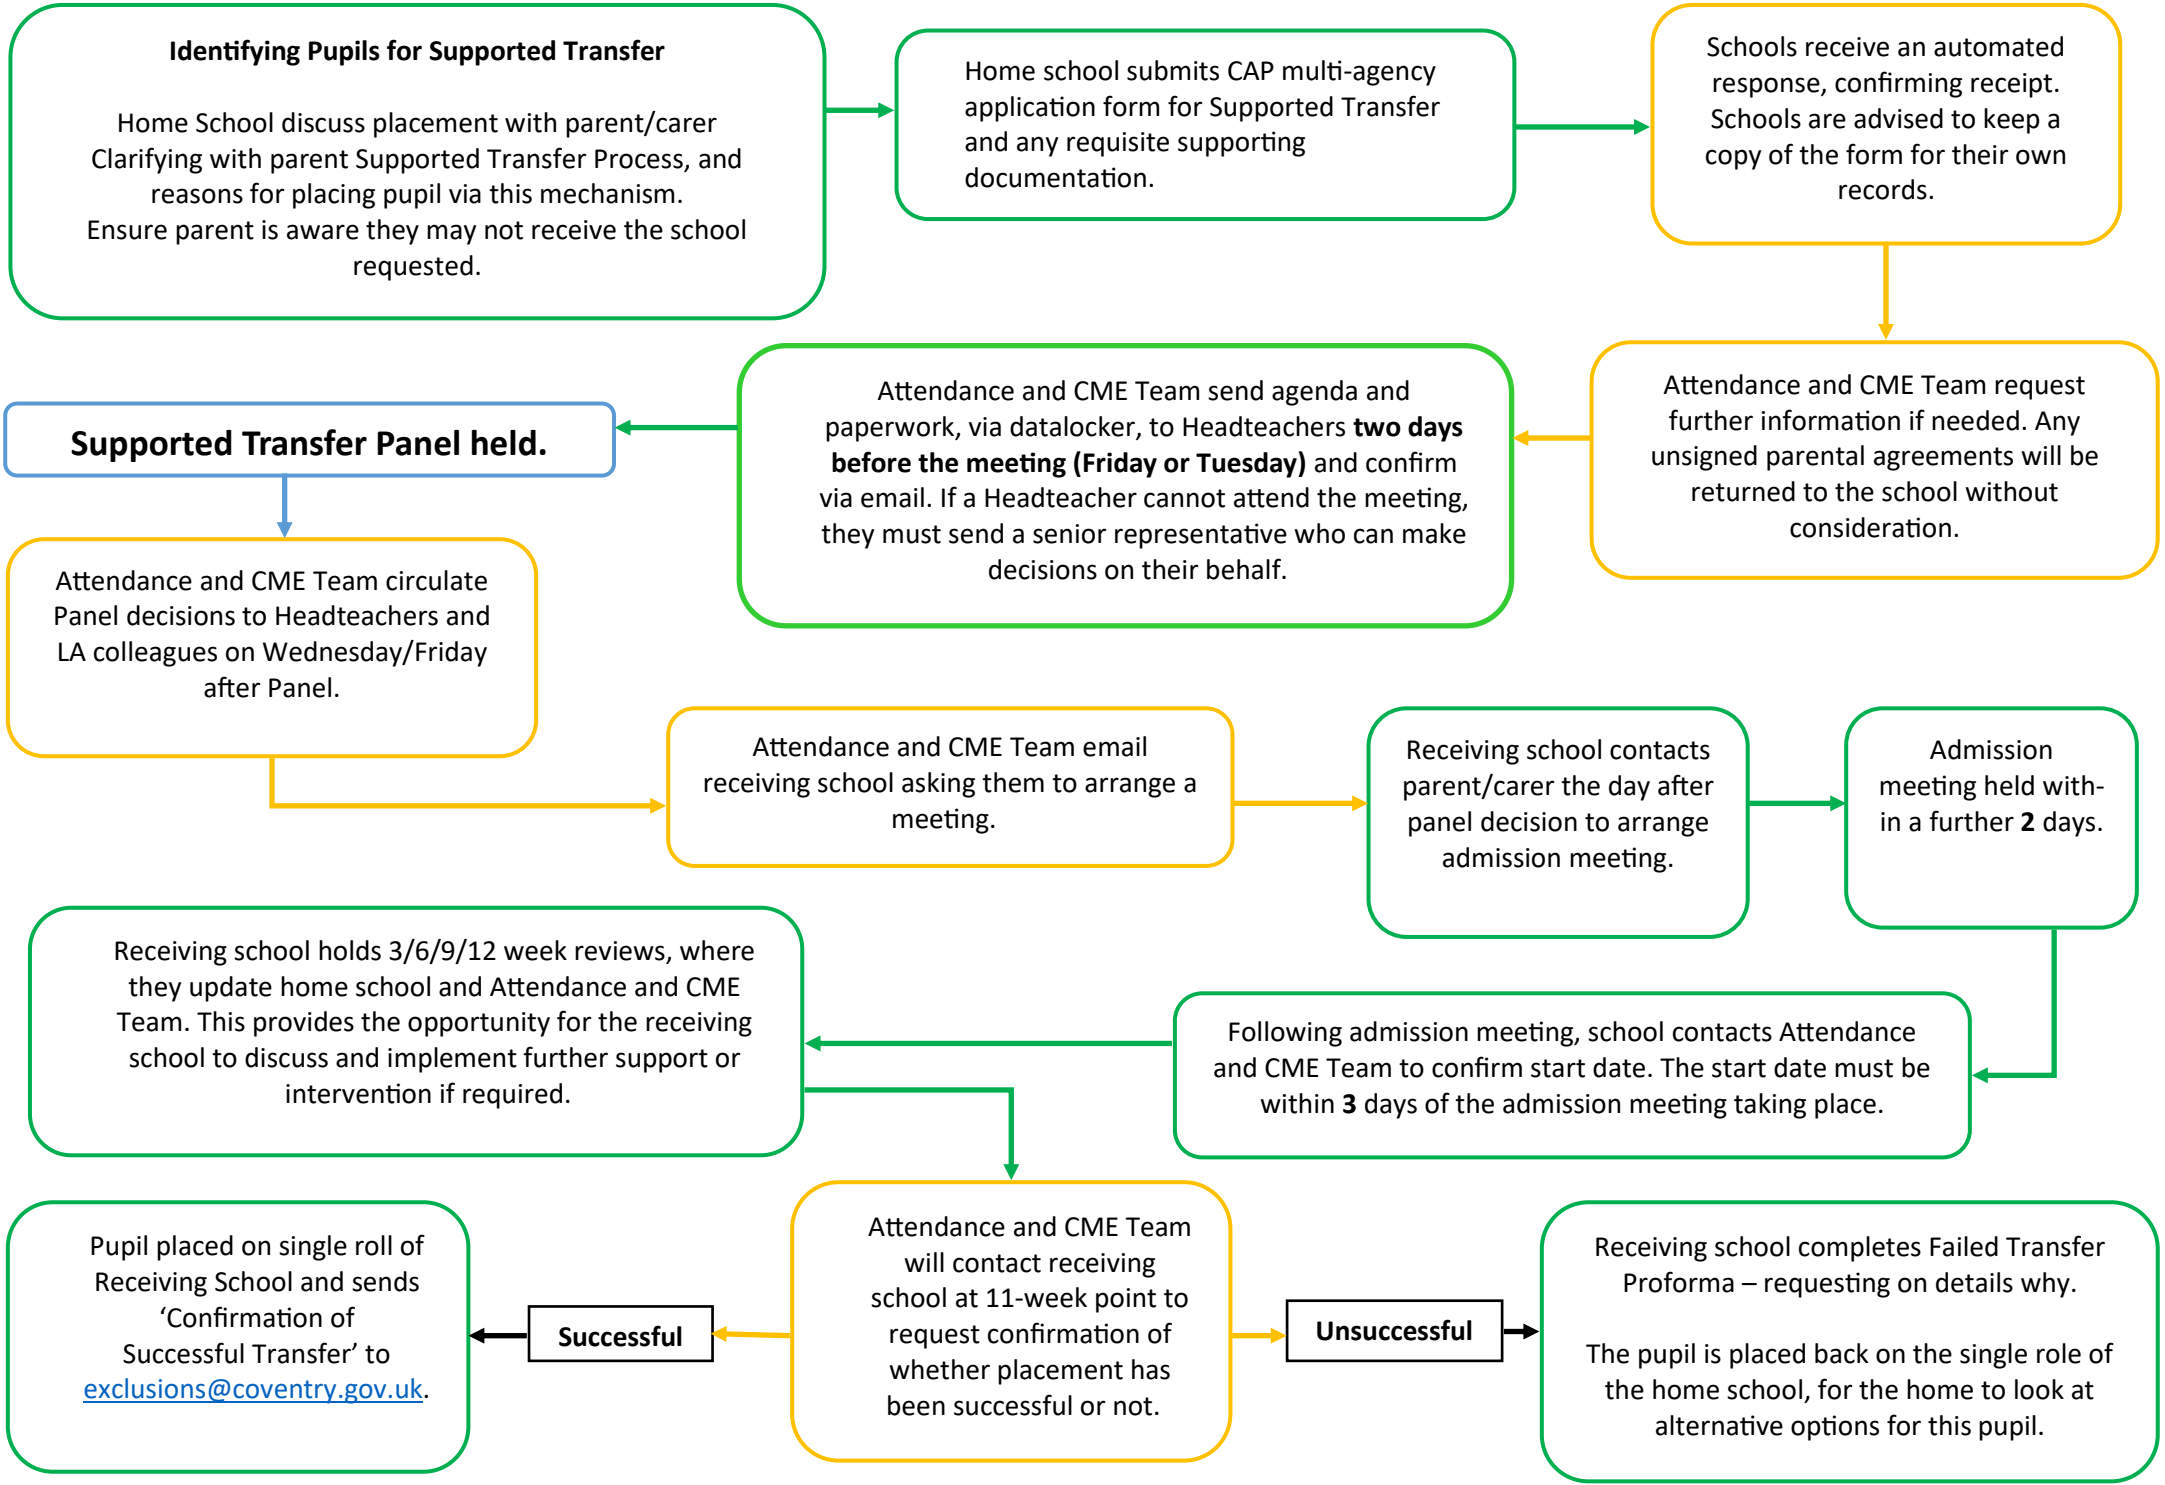 Identifying Pupils for Supported Transfer
Home School discuss placement with parent/carer
Clarifying with parent Supported Transfer Process, and
reasons for placing pupil via this mechanism.
Ensure parent is aware they may not receive the school
requested.
Home school submits CAP multi-agency
application form for Supported Transfer
and any requisite supporting
documentation.
Schools receive an automated
response, confirming receipt.
Schools are advised to keep a
copy of the form for their own
records.
Attendance and CME Team request
further information if needed. Any
unsigned parental agreements will be
returned to the school without
consideration.
Attendance and CME Team send agenda and
paperwork, via datalocker, to Headteachers two days
before the meeting (Friday or Tuesday) and confirm
via email. If a Headteacher cannot attend the meeting,
they must send a senior representative who can make
decisions on their behalf.
Supported Transfer Panel held.
Attendance and CME Team circulate
Panel decisions to Headteachers and
LA colleagues on Wednesday/Friday
after Panel.
Attendance and CME Team email
receiving school asking them to arrange a
meeting.
Receiving school contacts
parent/carer the day after
panel decision to arrange
admission meeting.
Admission
meeting held with-
in a further 2 days.
Following admission meeting, school contacts Attendance
and CME Team to confirm start date. The start date must be
within 3 days of the admission meeting taking place.
Receiving school holds 3/6/9/12 week reviews, where
they update home school and Attendance and CME
Team. This provides the opportunity for the receiving
school to discuss and implement further support or
intervention if required.
Attendance and CME Team
will contact receiving
school at 11-week point to
request confirmation of
whether placement has
been successful or not.
Successful
Pupil placed on single roll of
Receiving School and sends
‘Confirmation of
Successful Transfer’ to
exclusions@coventry.gov.uk.
Unsuccessful
Receiving school completes Failed Transfer
Proforma – requesting on details why.
The pupil is placed back on the single role of
the home school, for the home to look at
alternative options for this pupil.